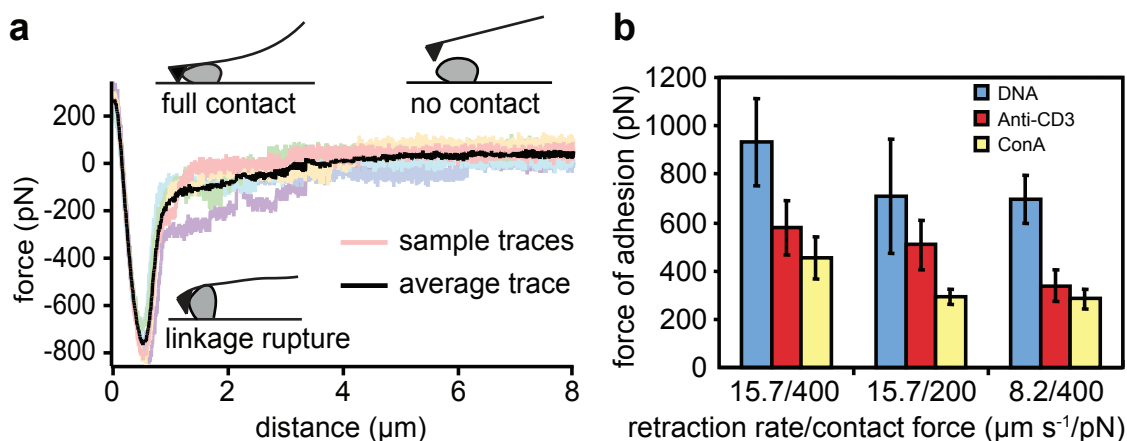 a
full contact
no contact
200
0
-200
-400
-600
-800
force (pN)
sample traces
average trace
linkage rupture
0
2
4
6
8
distance (µm)
b
1200
1000
800
600
400
200
0
force of adhesion (pN)
DNA
Anti-CD3
ConA
15.7/400
15.7/200
8.2/400
retraction rate/contact force (µm s⁻¹/pN)